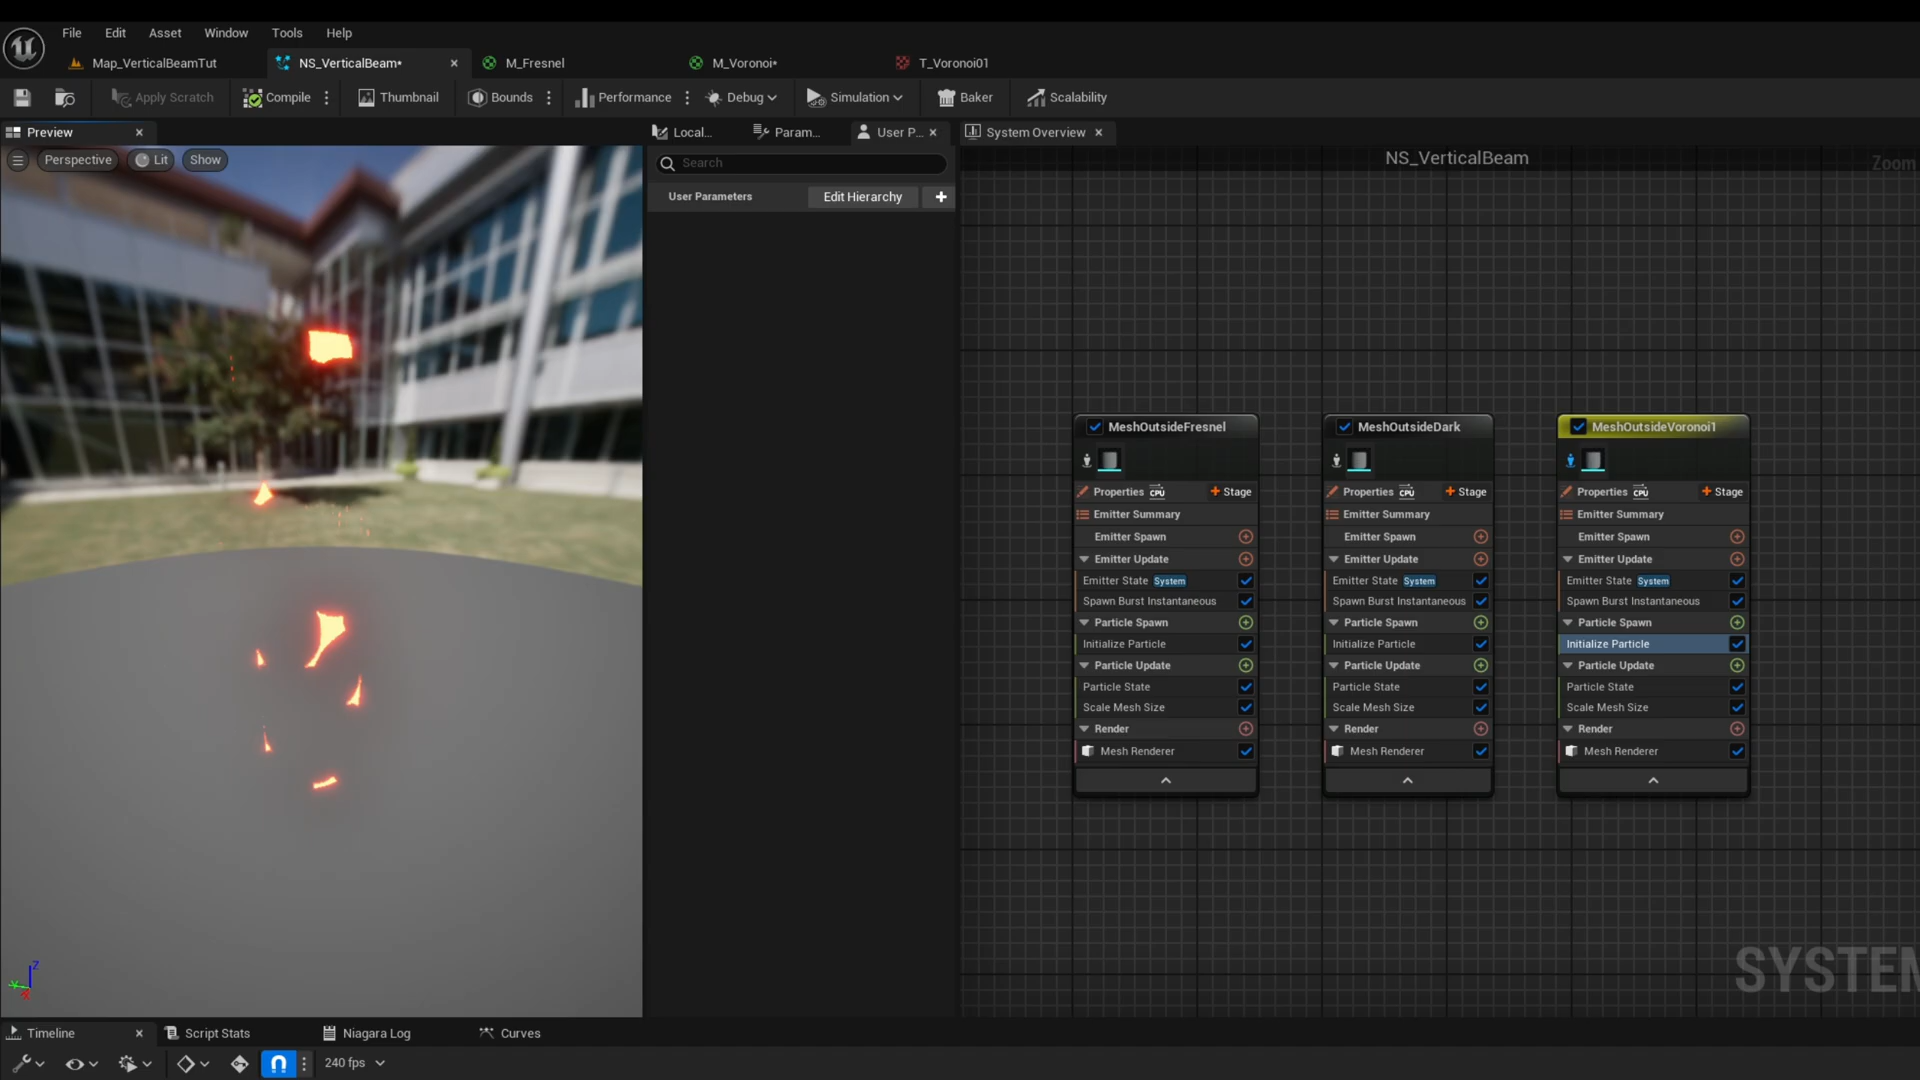 File Edit Asset Window Tools Help
Map_VerticalBeamTut NS_VerticalBeam* M_Fresnel M_Voronoi* T_Voronoi01
Apply Scratch Compile Thumbnail Bounds Performance Debug Simulation Baker Scalability
Preview Local... Param... User P... System Overview
Perspective Lit Show
Search
NS_VerticalBeam
Zoom
User Parameters Edit Hierarchy
MeshOutsideFresnel MeshOutsideDark MeshOutsideVoronoi1
Properties CPU Stage Properties CPU Stage Properties CPU Stage
Emitter Summary Emitter Summary Emitter Summary
Emitter Spawn Emitter Spawn Emitter Spawn
Emitter Update Emitter Update Emitter Update
Emitter State System Emitter State System Emitter State System
Spawn Burst Instantaneous Spawn Burst Instantaneous Spawn Burst Instantaneous
Particle Spawn Particle Spawn Particle Spawn
Initialize Particle Initialize Particle Initialize Particle
Particle Update Particle Update Particle Update
Particle State Particle State Particle State
Scale Mesh Size Scale Mesh Size Scale Mesh Size
Render Render Render
Mesh Renderer Mesh Renderer Mesh Renderer
Z
SYSTEM
Timeline Script Stats Niagara Log Curves
240 fps